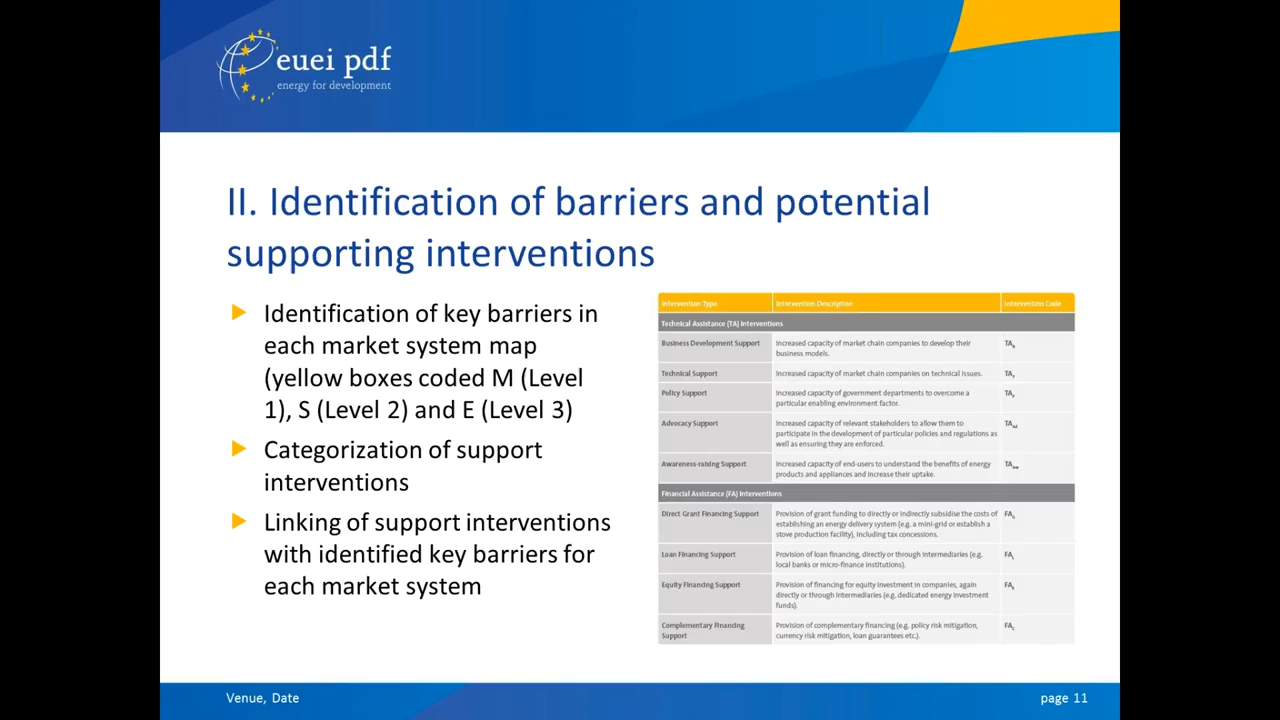 euei pdf
energy for development
II. Identification of barriers and potential
supporting interventions
Identification of key barriers in
each market system map
(yellow boxes coded M (Level
1), S (Level 2) and E (Level 3)
Categorization of support
interventions
Linking of support interventions
with identified key barriers for
each market system
Intervention Type Intervention Description Intervention Code
Technical Assistance (TA) Interventions
Business Development Support Increased capacity of market chain companies to develop their TA
business models.
Technical Support Increased capacity of market chain companies on technical issues. TA
Policy Support Increased capacity of government departments to overcome a TA
particular enabling environment factor.
Advocacy Support Increased capacity of relevant stakeholders to allow them to TA
participate in the development of particular policies and regulations as
well as ensuring they are enforced.
Awareness-raising Support Increased capacity of end-users to understand the benefits of energy TA
products and appliances and increase their uptake.
Financial Assistance (FA) Interventions
Direct Grant Financing Support Provision of grant funding to directly or indirectly subsidise the costs of FA
establishing an energy delivery system (e.g. a mini-grid or establish a
stove production facility), including tax concessions.
Loan Financing Support Provision of loan financing, directly or through intermediaries (e.g. FA
local banks or micro-finance institutions).
Equity Financing Support Provision of financing for equity investment in companies, again FA
directly or through intermediaries (e.g. dedicated energy investment
funds).
Complementary Financing Provision of complementary financing (e.g. policy risk mitigation, FA
Support currency risk mitigation, loan guarantees etc.).
Venue, Date
page 11